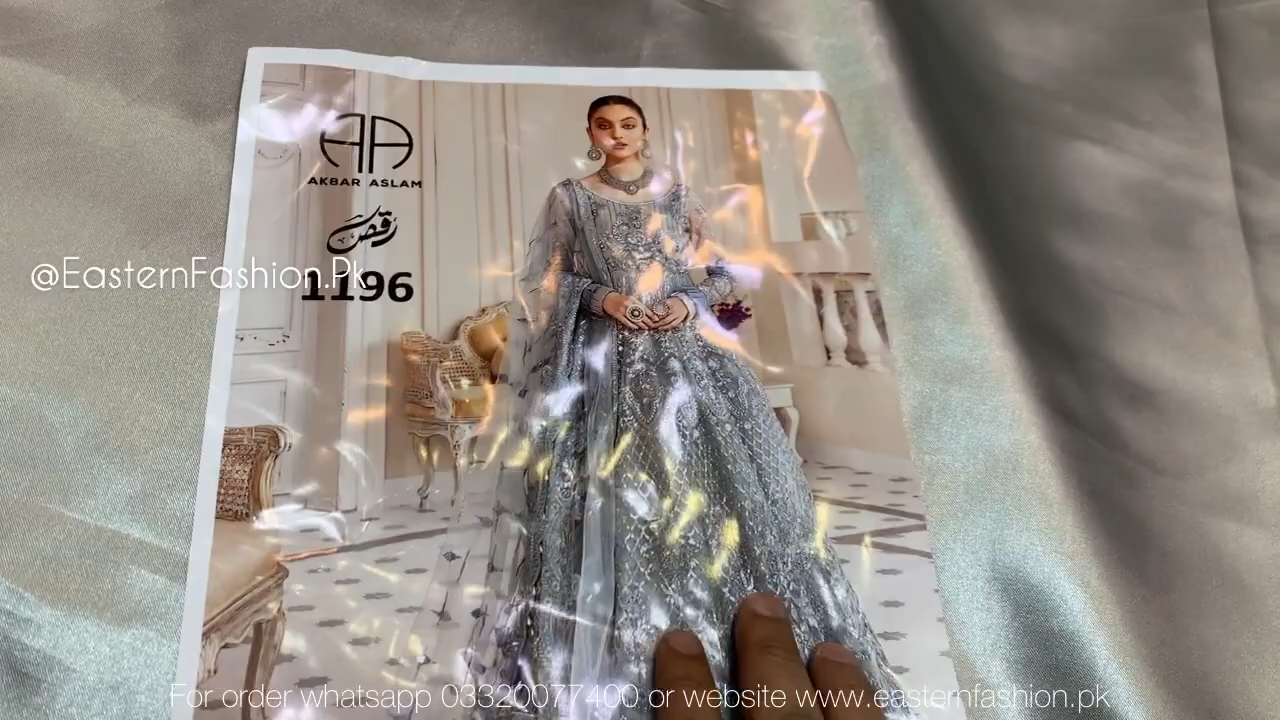 AA
AKBAR ASLAM
رقص
@EasternFashion.Pk
1196
For order whatsapp 03320077400 or website www.easternfashion.pk